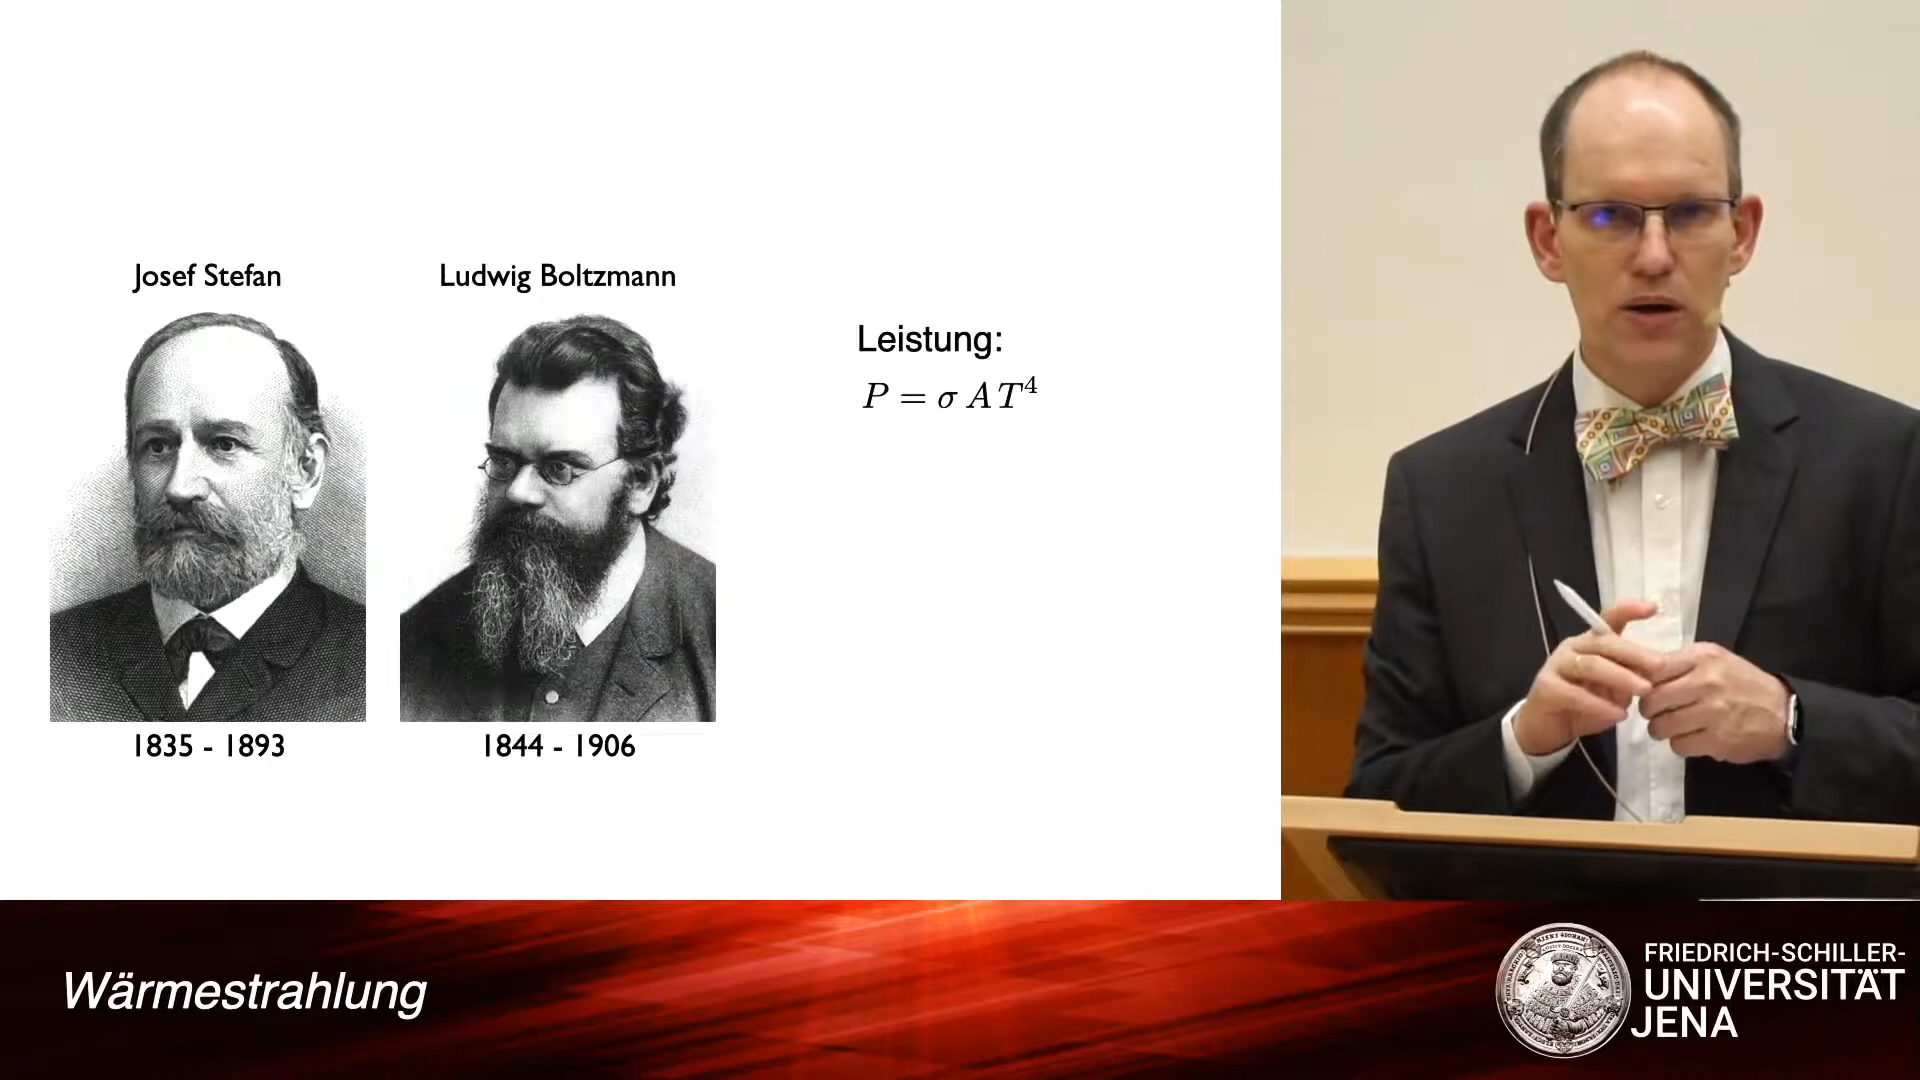 Josef Stefan
Ludwig Boltzmann
Leistung:
P = σ A T⁴
1835 - 1893
1844 - 1906
Wärmestrahlung
FRIEDRICH-SCHILLER-
UNIVERSITÄT
JENA